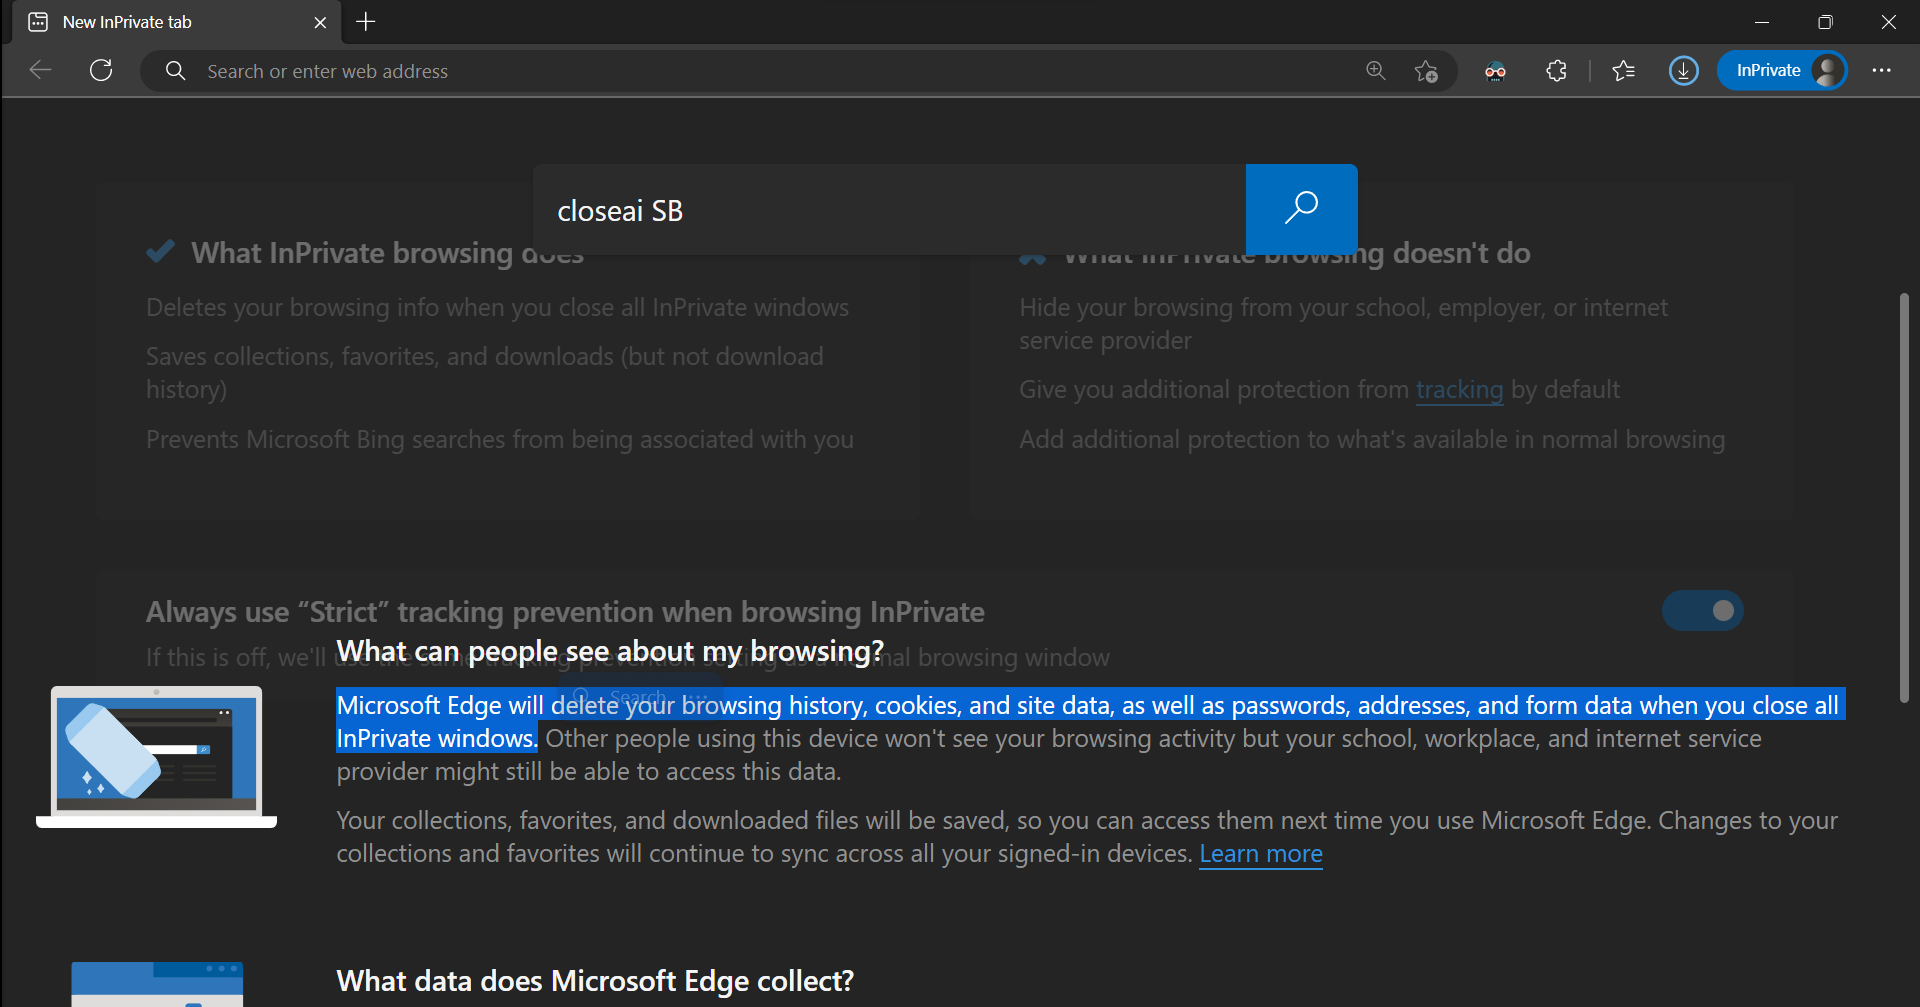 New InPrivate tab
Search or enter web address
InPrivate
closeai SB
What InPrivate browsing does
Deletes your browsing info when you close all InPrivate windows
Saves collections, favorites, and downloads (but not download
history)
Prevents Microsoft Bing searches from being associated with you
What InPrivate browsing doesn't do
Hide your browsing from your school, employer, or internet
service provider
Give you additional protection from tracking by default
Add additional protection to what's available in normal browsing
Always use “Strict” tracking prevention when browsing InPrivate
If this is off, we'll use the same tracking prevention setting as a normal browsing window
What can people see about my browsing?
Search
Microsoft Edge will delete your browsing history, cookies, and site data, as well as passwords, addresses, and form data when you close all
InPrivate windows. Other people using this device won't see your browsing activity but your school, workplace, and internet service
provider might still be able to access this data.
Your collections, favorites, and downloaded files will be saved, so you can access them next time you use Microsoft Edge. Changes to your
collections and favorites will continue to sync across all your signed-in devices. Learn more
What data does Microsoft Edge collect?